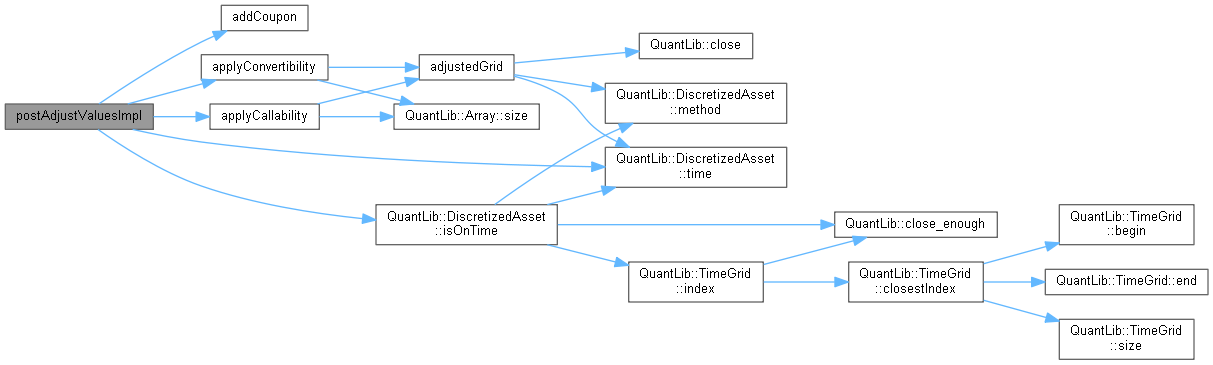 addCoupon
QuantLib::close
applyConvertibility
adjustedGrid
QuantLib::DiscretizedAsset
::method
postAdjustValuesImpl
applyCallability
QuantLib::Array::size
QuantLib::DiscretizedAsset
::time
QuantLib::DiscretizedAsset
::isOnTime
QuantLib::close_enough
QuantLib::TimeGrid
::begin
QuantLib::TimeGrid
::index
QuantLib::TimeGrid
::closestIndex
QuantLib::TimeGrid::end
QuantLib::TimeGrid
::size